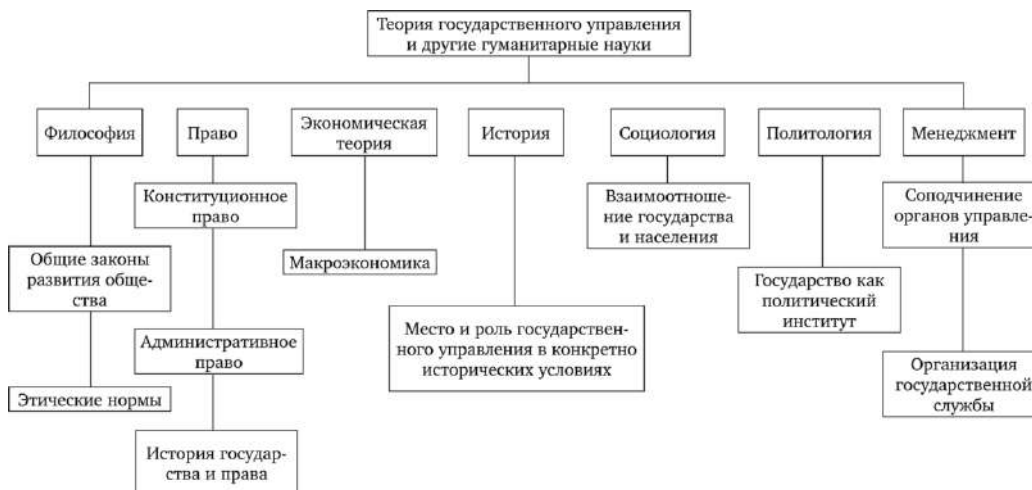 Теория государственного управления
и другие гуманитарные науки
Философия
Право
Экономическая
теория
История
Социология
Политология
Менеджмент
Конституционное
право
Взаимоотноше-
ние государства
и населения
Соподчинение
органов управле-
ния
Общие законы
развития обще-
ства
Макроэкономика
Государство как
политический
институт
Место и роль государствен-
ного управления в конкретно
исторических условиях
Административное
право
Организация
государственной
службы
Этические нормы
История государ-
ства и права